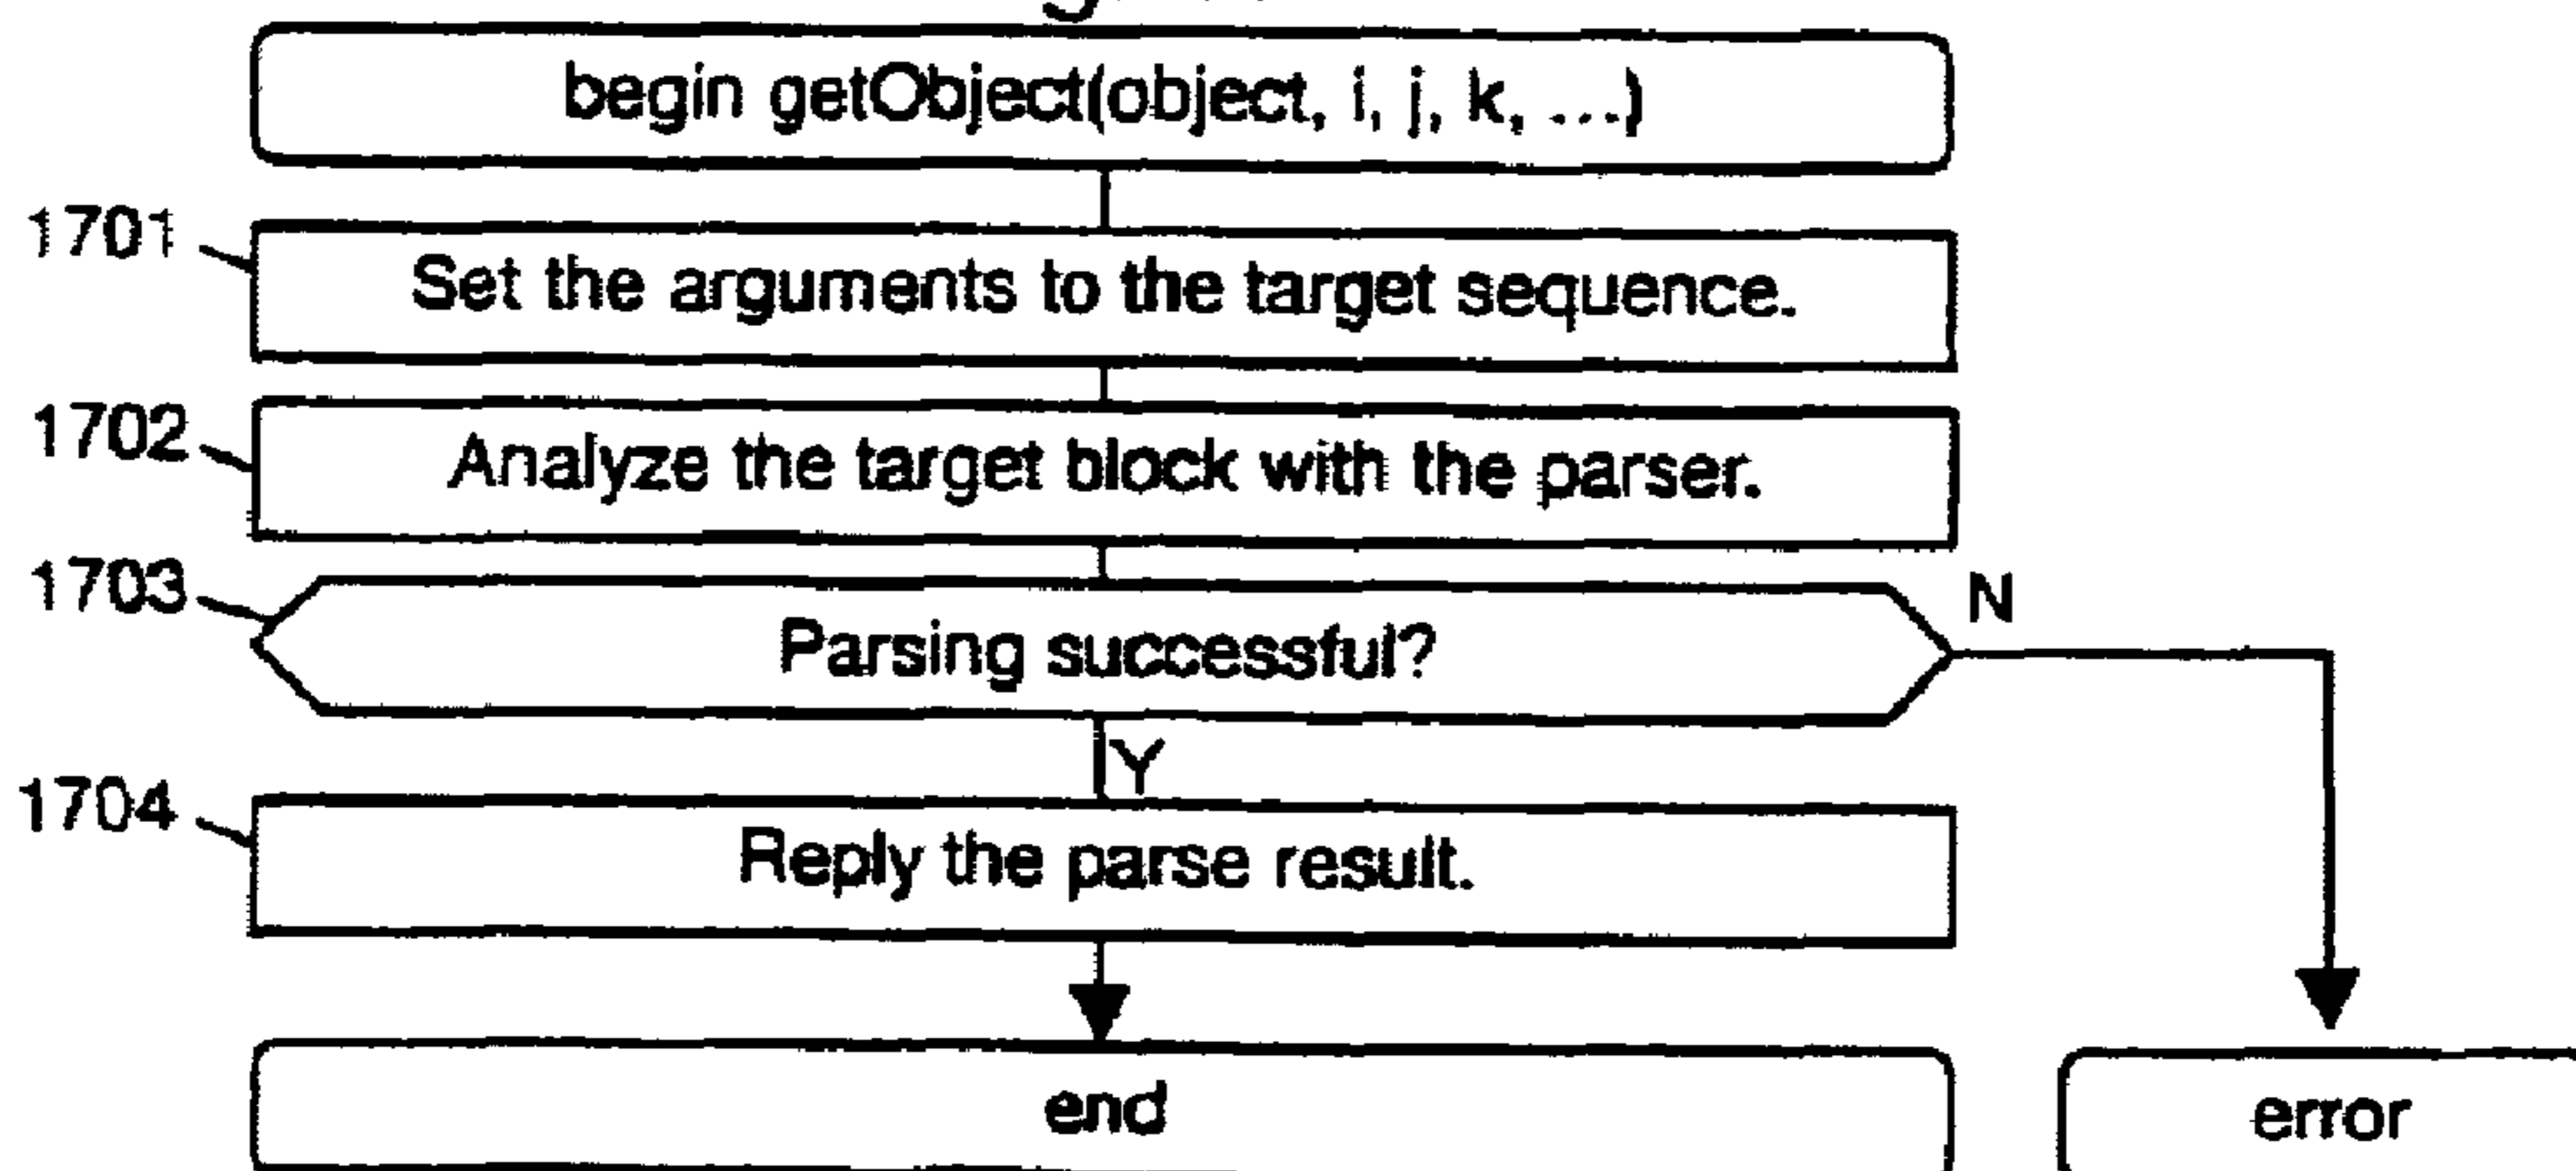 begin getObject(object, i, j, k, ...)
1701
Set the arguments to the target sequence.
1702
Analyze the target block with the parser.
1703
Parsing successful?
N
Y
1704
Reply the parse result.
end
error